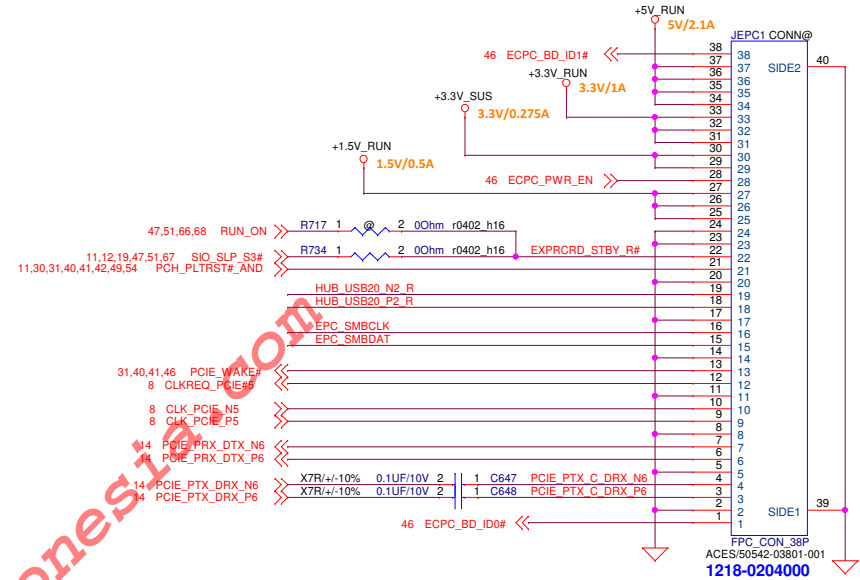 +5V_RUN
5V/2.1A
JEPC1 CONN@
46 ECPC_BD_ID1#
38 38
37 37
SIDE2 40
+3.3V_RUN
36 36
3.3V/1A
35 35
34 34
+3.3V_SUS
33 33
3.3V/0.275A
32 32
31 31
+1.5V_RUN
30 30
1.5V/0.5A
29 29
46 ECPC_PWR_EN
28 28
27 27
26 26
25 25
47,51,66,68 RUN_ON R717 1 @ 2 0Ohm r0402_h16
24 24
23 23
11,12,19,47,51,67 SIO_SLP_S3# R734 1 2 0Ohm r0402_h16 EXPRCRD_STBY_R#
22 22
11,30,31,40,41,42,49,54 PCH_PLTRST#_AND
21 21
20 20
HUB_USB20_N2_R
19 19
HUB_USB20_P2_R
18 18
17 17
EPC_SMBCLK
16 16
EPC_SMBDAT
15 15
14 14
31,40,41,46 PCIE_WAKE#
13 13
8 CLKREQ_PCIE#5
12 12
11 11
8 CLK_PCIE_N5
10 10
8 CLK_PCIE_P5
9 9
8 8
14 PCIE_PRX_DTX_N6
7 7
14 PCIE_PRX_DTX_P6
6 6
5 5
14 PCIE_PTX_DRX_N6 X7R/+/-10% 0.1UF/10V 2 1 C647 PCIE_PTX_C_DRX_N6
4 4
14 PCIE_PTX_DRX_P6 X7R/+/-10% 0.1UF/10V 2 1 C648 PCIE_PTX_C_DRX_P6
3 3
2 2
SIDE1 39
46 ECPC_BD_ID0#
1 1
FPC_CON_38P
ACES/50542-03801-001
1218-0204000
onesia.com